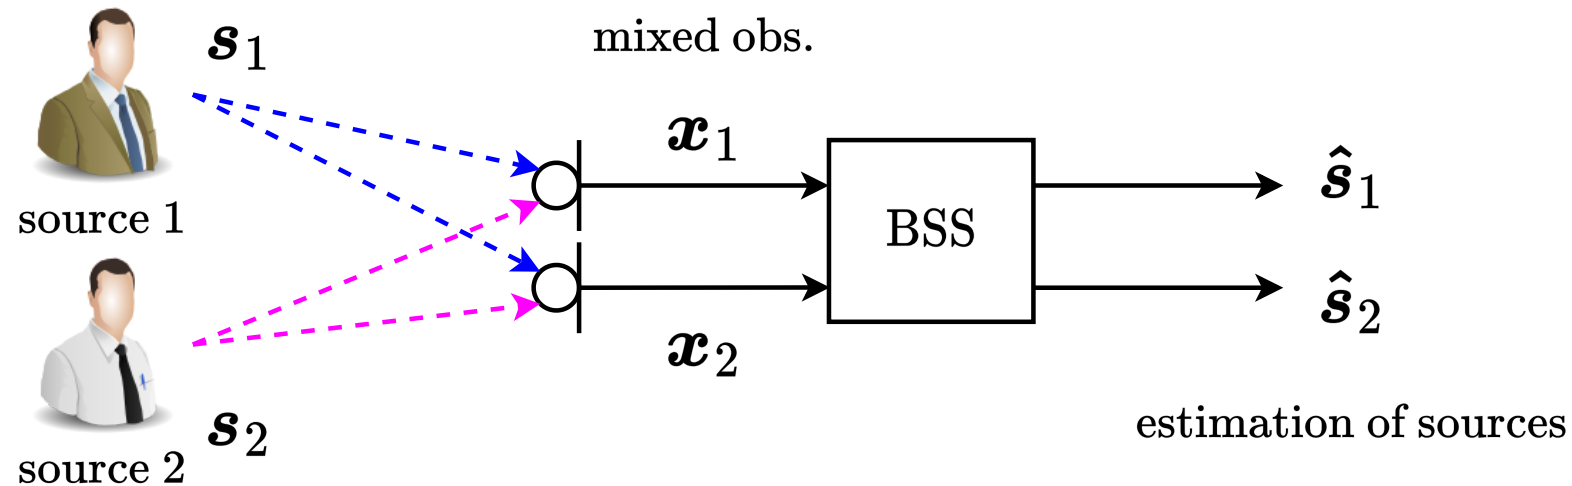 s₁
mixed obs.
x₁
source 1
BSS
ŝ₁
ŝ₂
x₂
s₂
estimation of sources
source 2